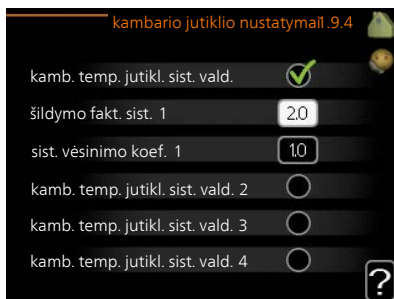 kambario jutiklio nustatymai1.9.4
kamb. temp. jutikl. sist. vald.
šildymo fakt. sist. 1 2.0
sist. vėsinimo koef. 1 1.0
kamb. temp. jutikl. sist. vald. 2
kamb. temp. jutikl. sist. vald. 3
kamb. temp. jutikl. sist. vald. 4
?